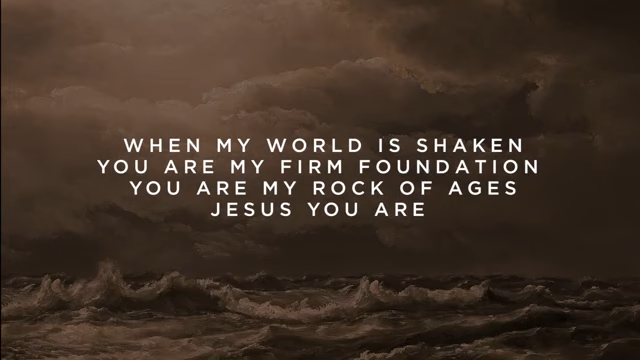 WHEN MY WORLD IS SHAKEN
YOU ARE MY FIRM FOUNDATION
YOU ARE MY ROCK OF AGES
JESUS YOU ARE